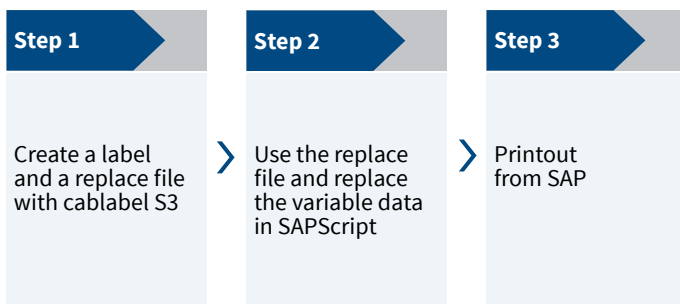 Step 1
Create a label
and a replace file
with cablabel S3
Step 2
Use the replace
file and replace
the variable data
in SAPScript
Step 3
Printout
from SAP